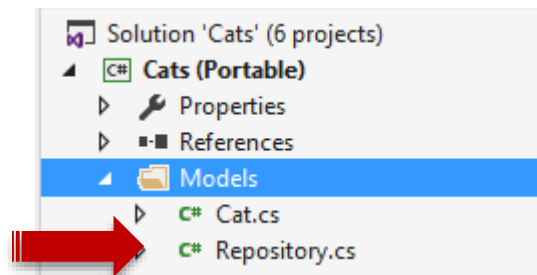 Solution 'Cats' (6 projects)
C# Cats (Portable)
Properties
References
Models
C# Cat.cs
C# Repository.cs